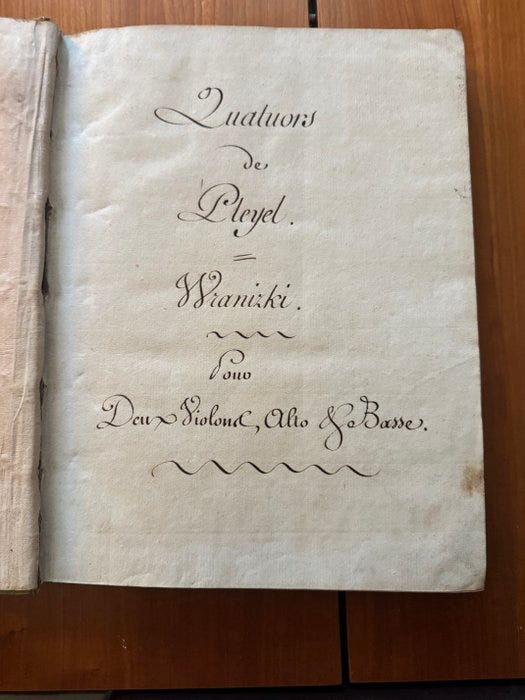 Quatuors
de
Pleyel.
=
Wranizki.
Pour
Deux Violons, Alto & Basse.